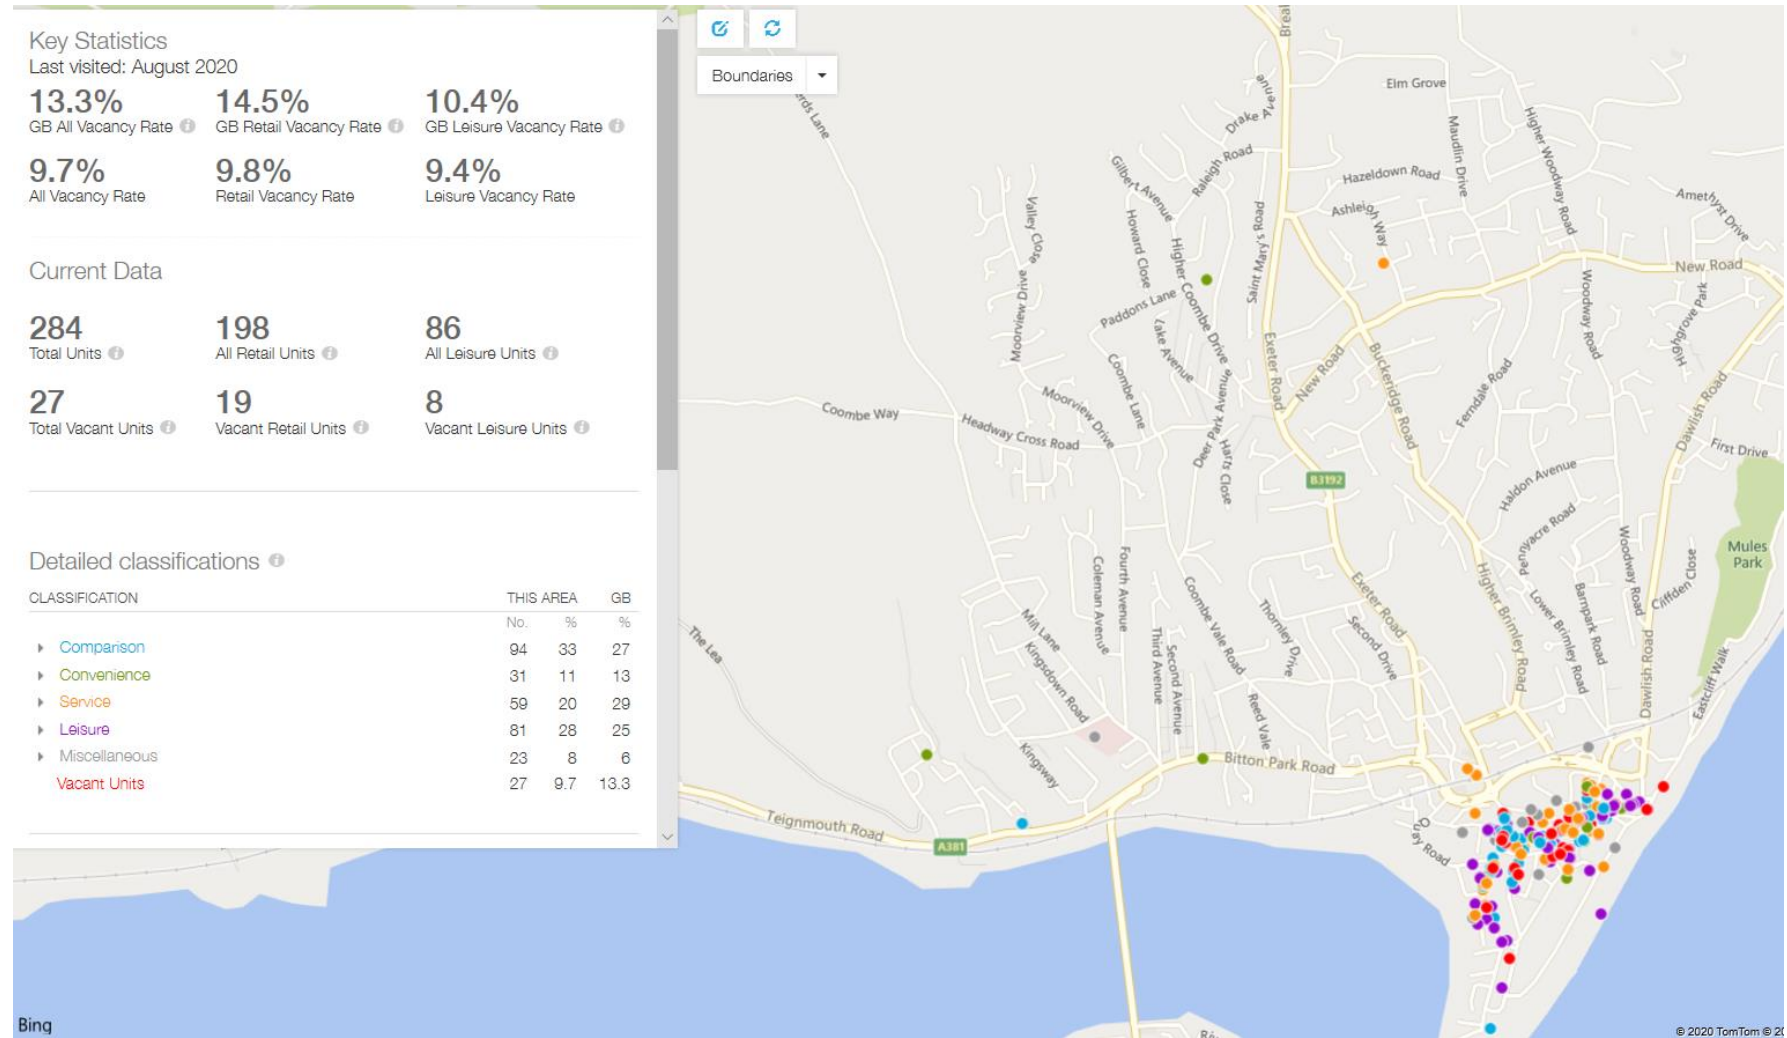 Key Statistics
Last visited: August 2020
13.3% 14.5% 10.4%
GB All Vacancy Rate GB Retail Vacancy Rate GB Leisure Vacancy Rate
9.7% 9.8% 9.4%
All Vacancy Rate Retail Vacancy Rate Leisure Vacancy Rate
Current Data
284 198 86
Total Units All Retail Units All Leisure Units
27 19 8
Total Vacant Units Vacant Retail Units Vacant Leisure Units
Detailed classifications
CLASSIFICATION THIS AREA GB
No. % %
Comparison 94 33 27
Convenience 31 11 13
Service 59 20 29
Leisure 81 28 25
Miscellaneous 23 8 6
Vacant Units 27 9.7 13.3
Boundaries
Elm Grove
Drake A
Raleigh Road
Gilbert Avenue
Maudlin Drive
Higher Woodway Road
Hazeldown Road
Ashleigh Way
Amethyst Drive
Valley Close
Howard Close
Higher Coombe Drive
Saint Mary's Road
New Road
Moorview Drive
Paddons Lane
Lake Avenue
Woodway Road
Highgrove Park
Exeter Road
New Road
Buckeridge Road
Coombe Lane
Ferndale Road
Dawlish Road
Coombe Way
Headway Cross Road
Moorview Drive
Deer Park Avenue
Harts Close
First Drive
B3192
Haldon Avenue
Pennyacre Road
Mules
Park
Coleman Avenue
Fourth Avenue
Coombe Vale Road
Thornley Drive
Exeter Road
Second Drive
Higher Brimley Road
Lower Brimley Road
Barnpark Road
Woodway Road
Cliffden Close
The Lea
Mill Lane
Kingsdown Road
Third Avenue
Second Avenue
Reed Vale
Dawlish Road
Eastcliff Walk
Kingsway
Bitton Park Road
Teignmouth Road
A381
Quay Road
Bing
© 2020 TomTom © 20